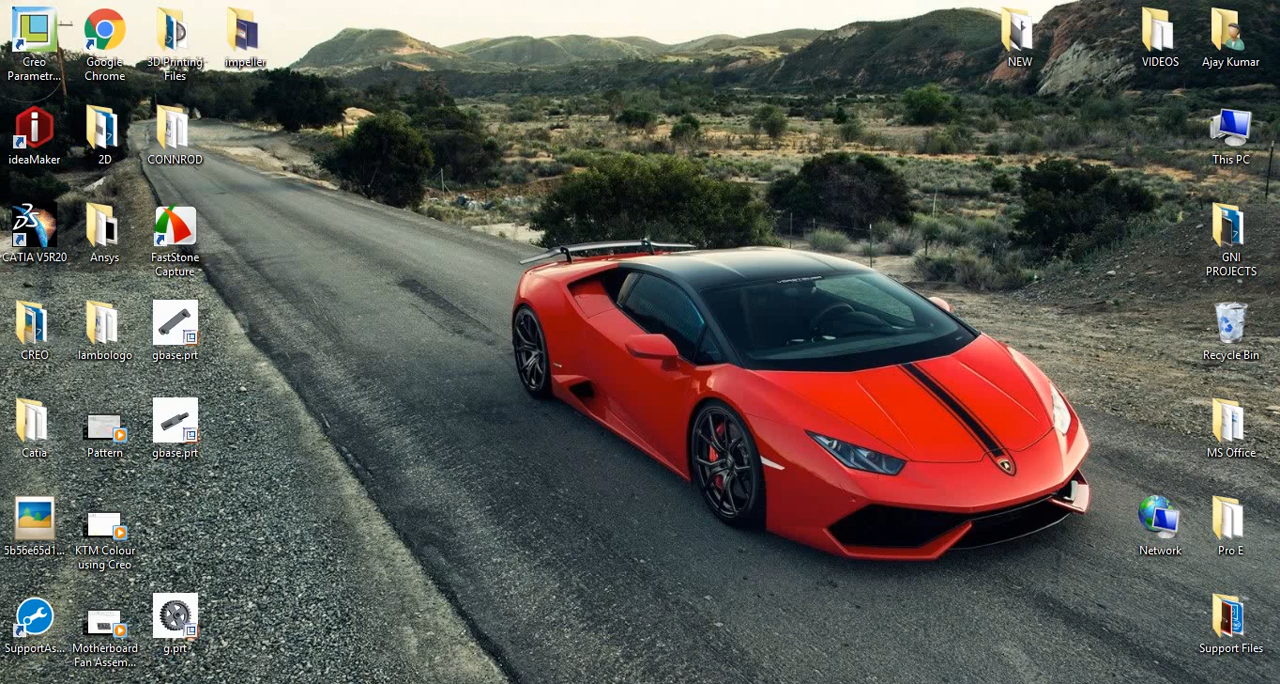 Creo
Parametr...
Google
Chrome
3D Printing
Files
impeller
NEW
VIDEOS
Ajay Kumar
ideaMaker
2D
CONNROD
This PC
CATIA V5R20
Ansys
FastStone
Capture
GNI
PROJECTS
CREO
lambologo
gbase.prt
Recycle Bin
Catia
Pattern
gbase.prt
MS Office
5b56e65d1...
KTM Colour
using Creo
Network
Pro E
SupportAs...
Motherboard
Fan Assem...
g.prt
Support Files